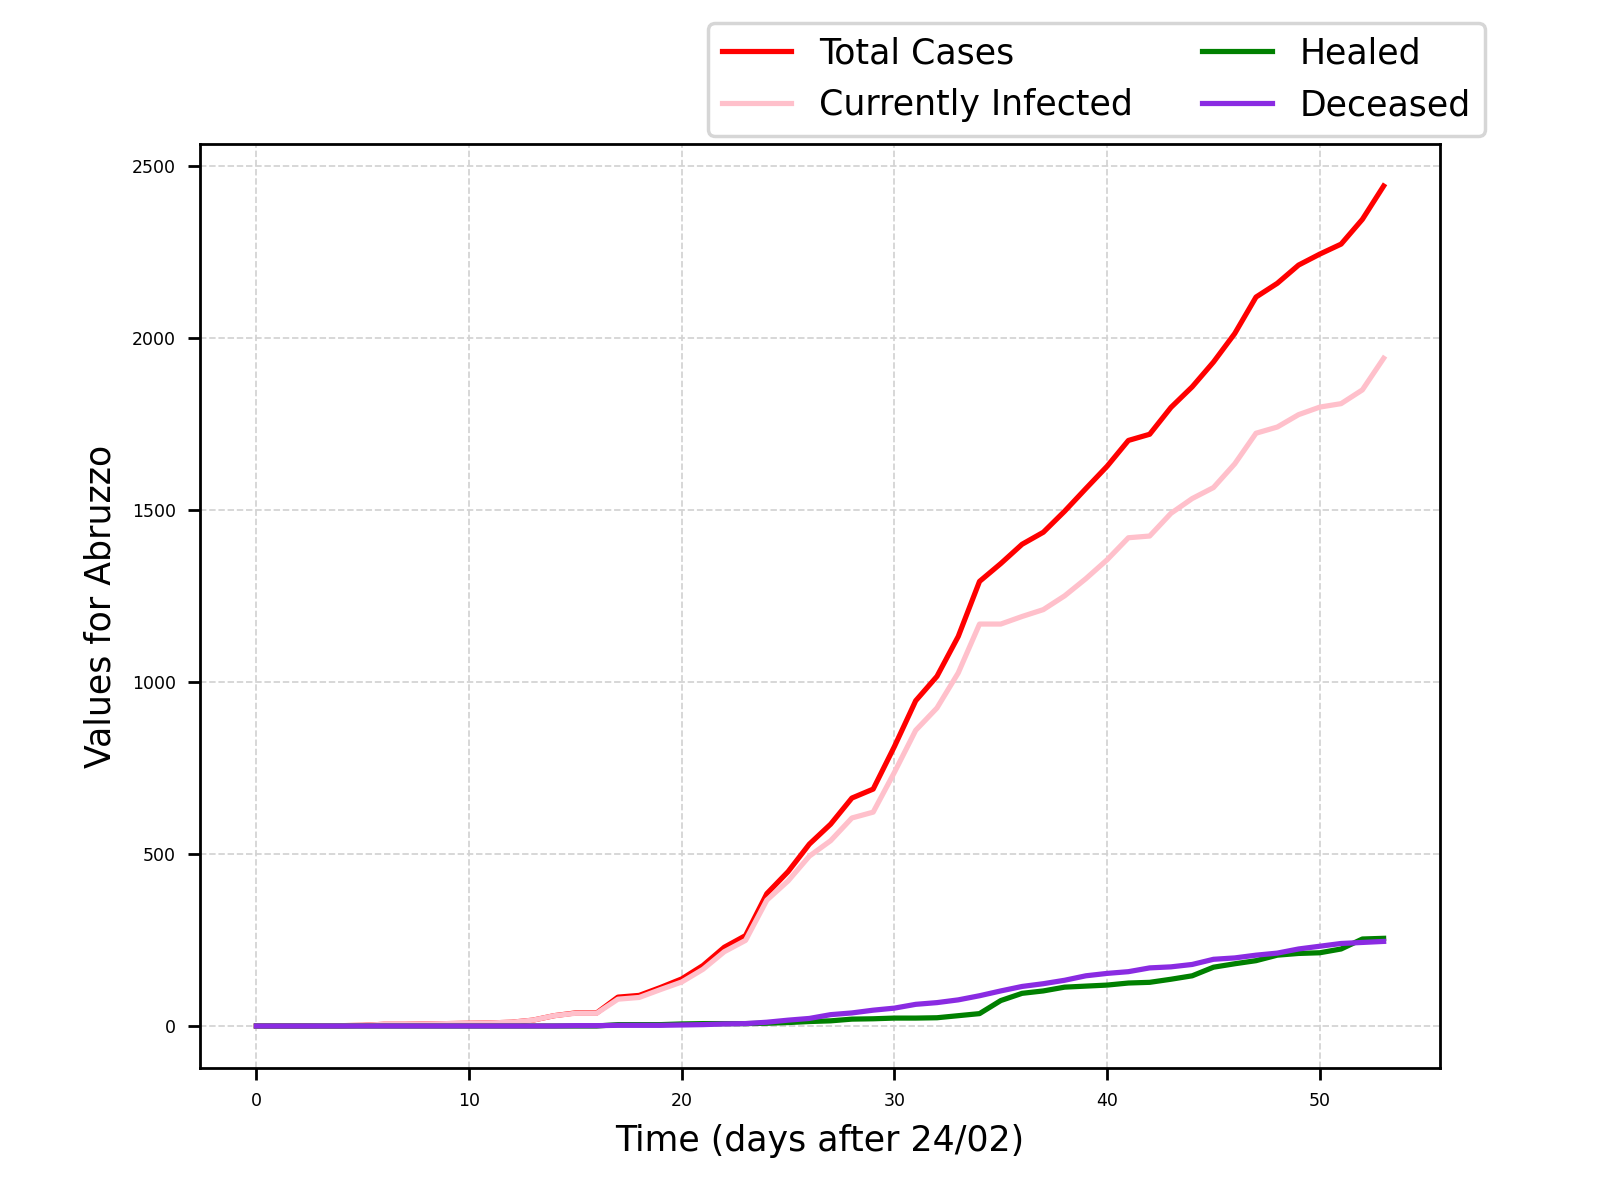 Total Cases
Currently Infected
Healed
Deceased
2500
2000
1500
1000
500
0
Values for Abruzzo
0 10 20 30 40 50
Time (days after 24/02)